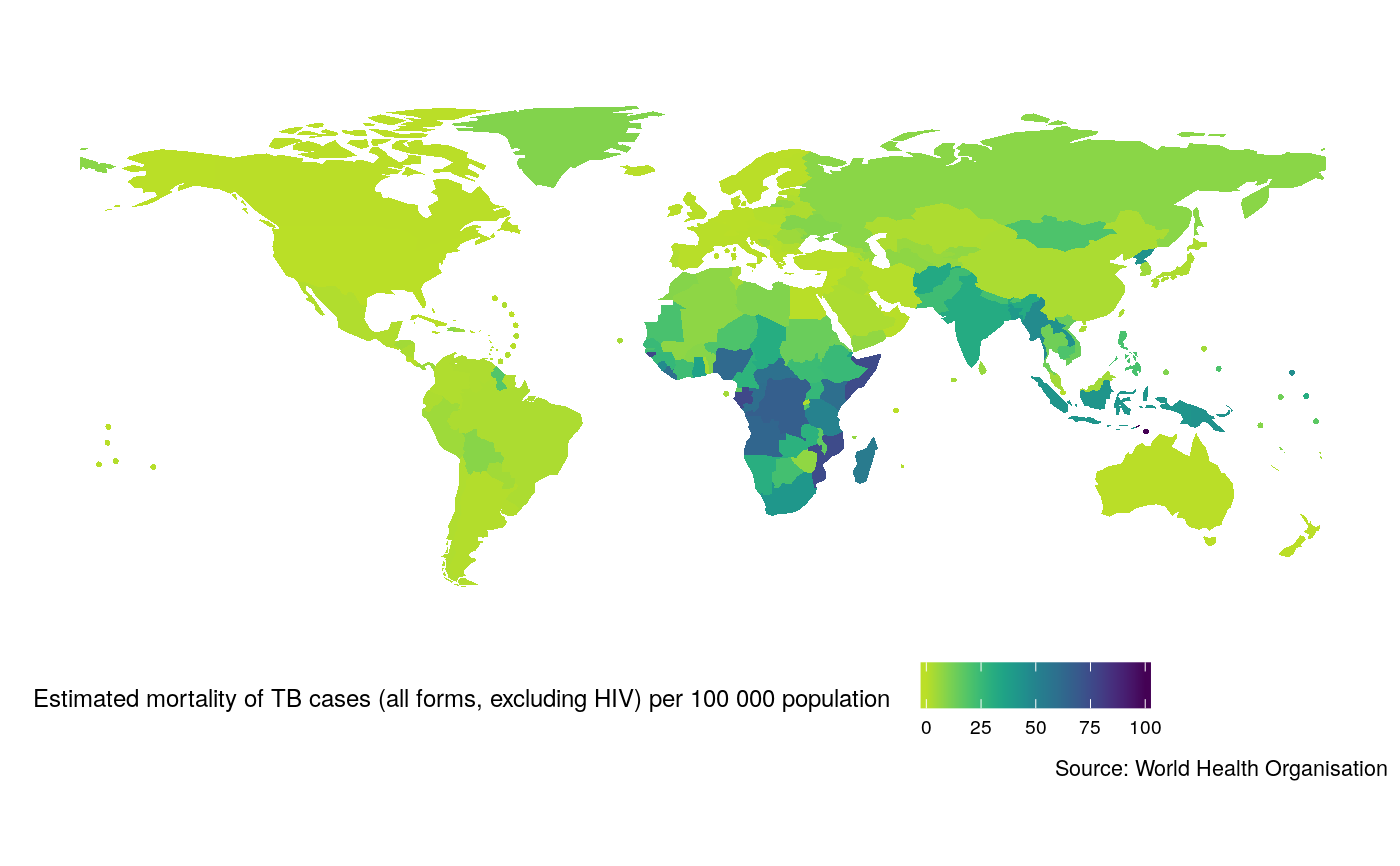 Estimated mortality of TB cases (all forms, excluding HIV) per 100 000 population
0 25 50 75 100
Source: World Health Organisation